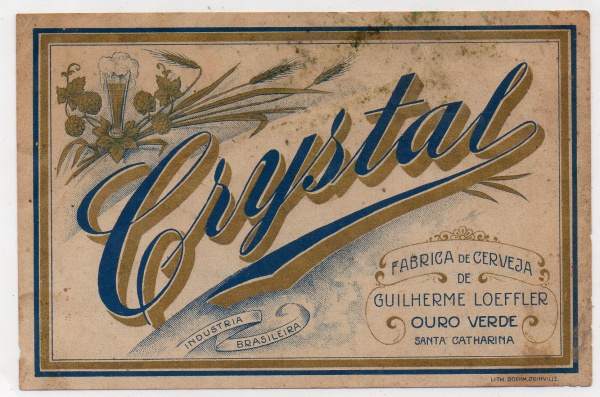 Crystal
FABRICA DE CERVEJA
DE
GUILHERME LOEFFLER
OURO VERDE
SANTA CATHARINA
INDUSTRIA
BRASILEIRA
LITH. BOEHM, JOINVILLE